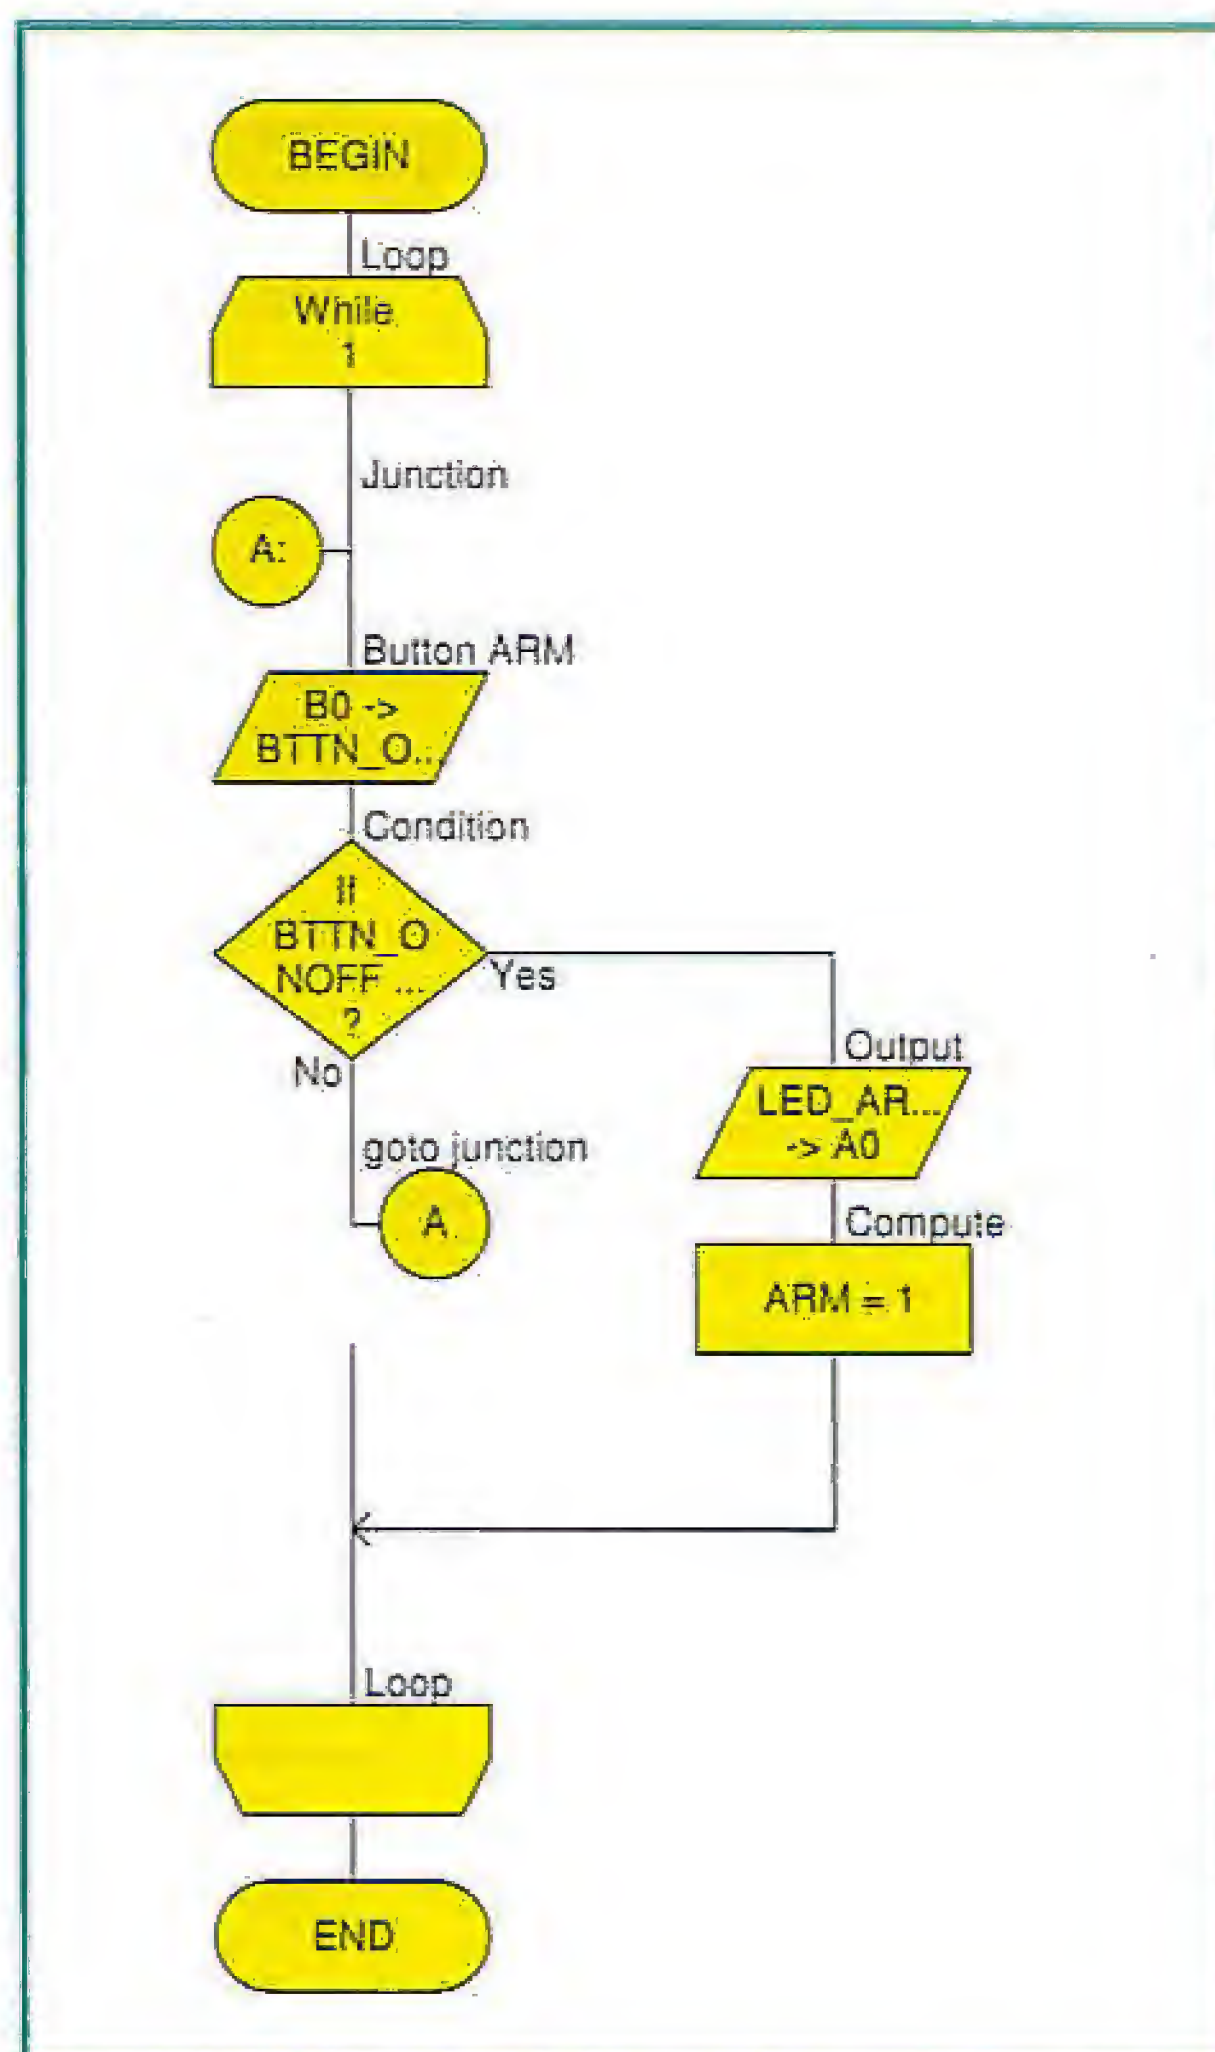 BEGIN
Loop
While
1
Junction
A:
Button ARM
B0 ->
BTTN_O...
Condition
If
BTTN_O
NOFF ...
?
Yes
No
Output
LED_AR...
-> A0
goto junction
A
Compute
ARM = 1
Loop
END